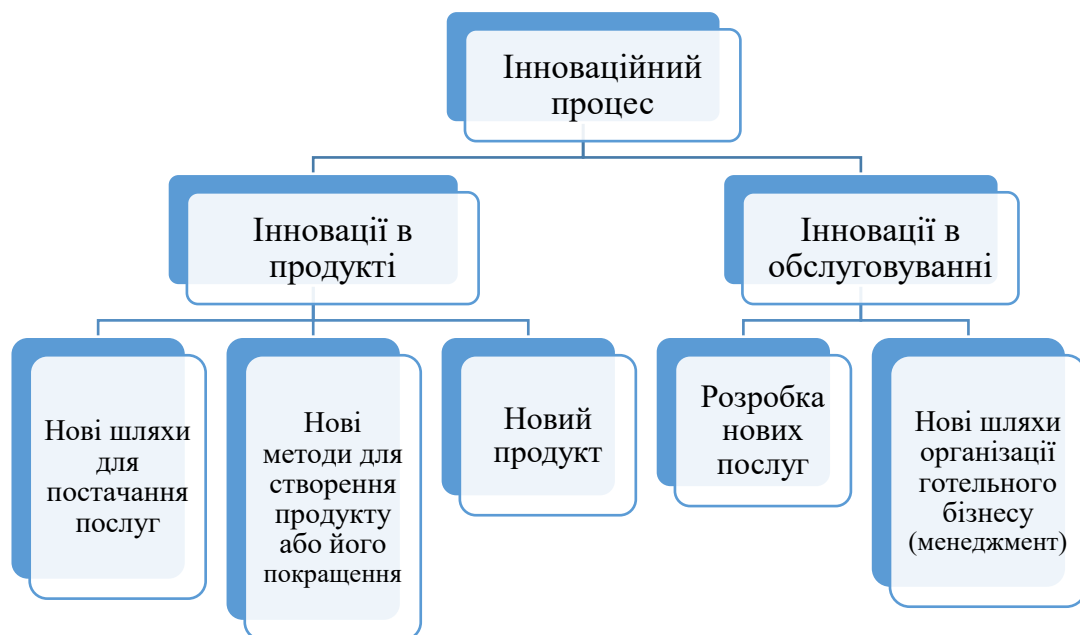 Інноваційний
процес
Інновації в
продукті
Інновації в
обслуговуванні
Нові шляхи
для
постачання
послуг
Нові
методи для
створення
продукту
або його
покращення
Новий
продукт
Розробка
нових
послуг
Нові шляхи
організації
готельного
бізнесу
(менеджмент)